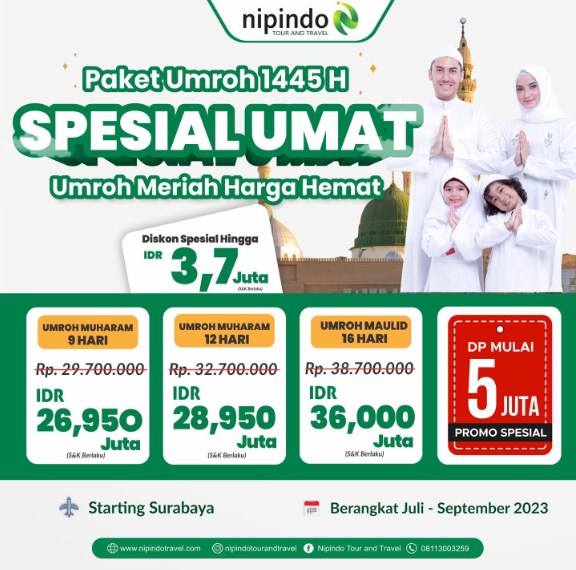 nipindo
TOUR AND TRAVEL
Paket Umroh 1445 H
SPESIAL UMAT
Umroh Meriah Harga Hemat
Diskon Spesial Hingga
IDR 3,7 Juta
(S&K Berlaku)
UMROH MUHARAM
9 HARI
Rp. 29.700.000
IDR
26,950
Juta
(S&K Berlaku)
UMROH MUHARAM
12 HARI
Rp. 32.700.000
IDR
28,950
Juta
(S&K Berlaku)
UMROH MAULID
16 HARI
Rp. 38.700.000
IDR
36,000
Juta
(S&K Berlaku)
DP MULAI
5 JUTA
PROMO SPESIAL
Starting Surabaya
Berangkat Juli - September 2023
www.nipindotravel.com
nipindotourandtravel
Nipindo Tour and Travel
08113003259